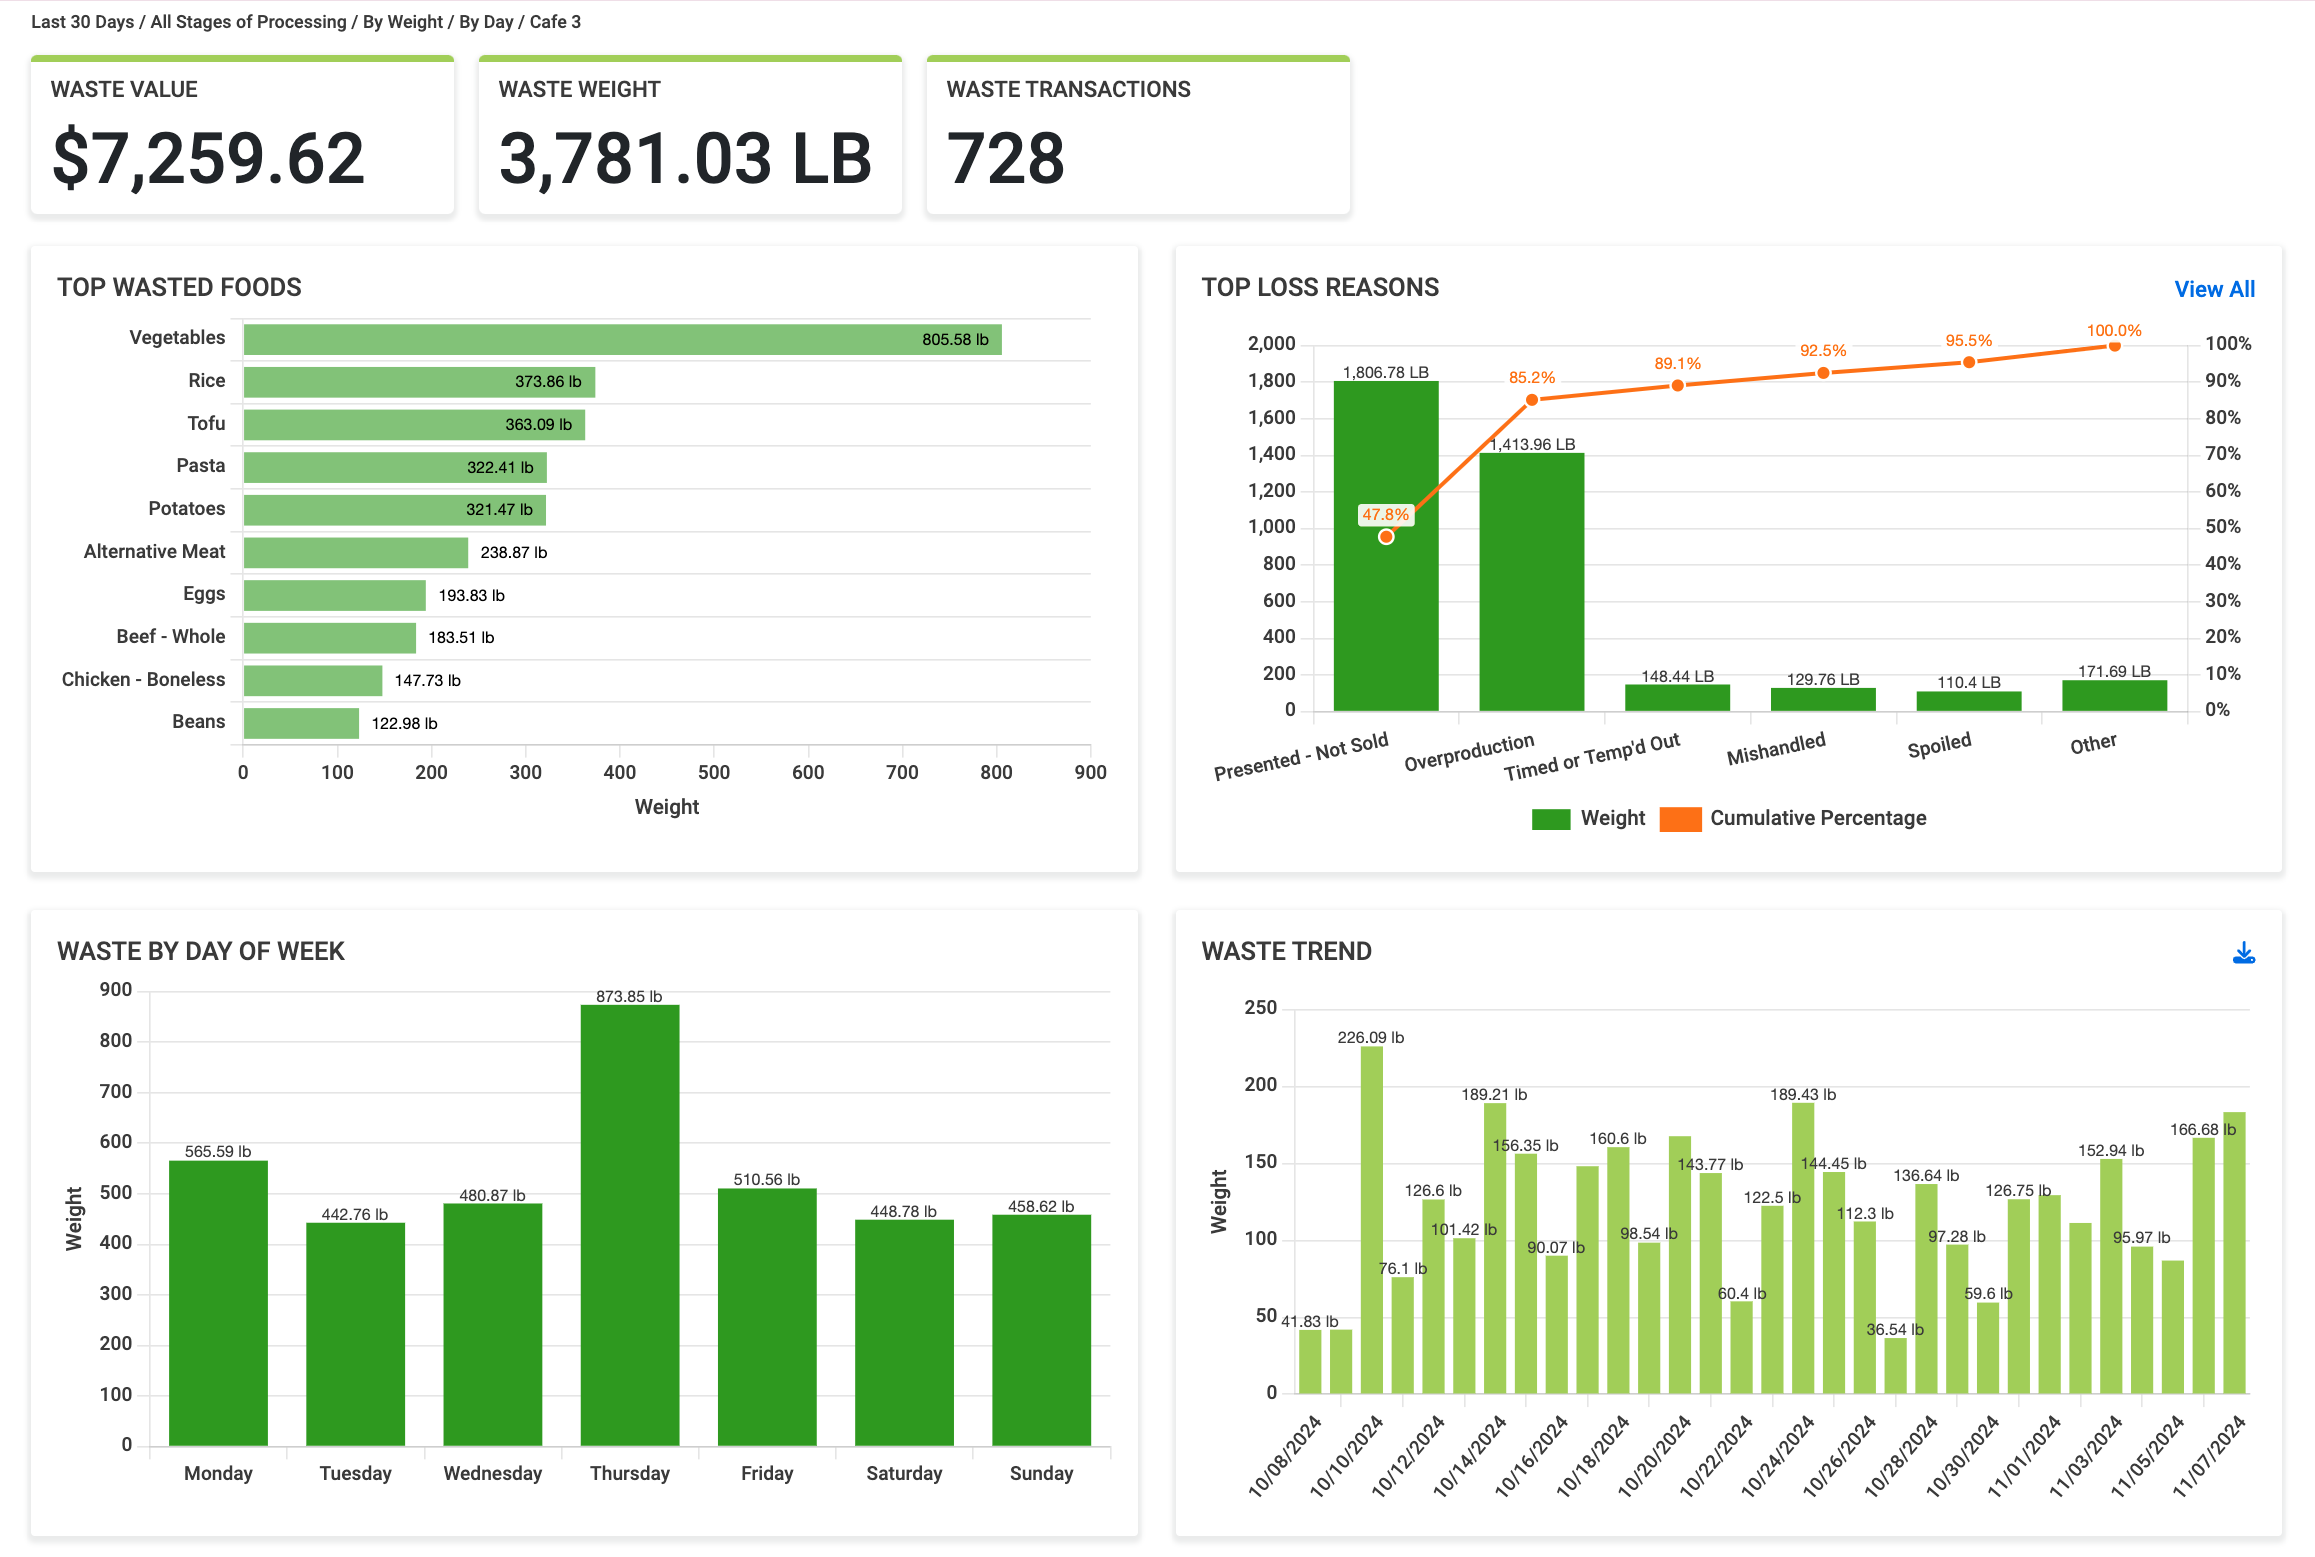 Last 30 Days / All Stages of Processing / By Weight / By Day / Cafe 3
WASTE VALUE
$7,259.62
WASTE WEIGHT
3,781.03 LB
WASTE TRANSACTIONS
728
TOP WASTED FOODS
Vegetables 805.58 lb
Rice 373.86 lb
Tofu 363.09 lb
Pasta 322.41 lb
Potatoes 321.47 lb
Alternative Meat 238.87 lb
Eggs 193.83 lb
Beef - Whole 183.51 lb
Chicken - Boneless 147.73 lb
Beans 122.98 lb
0 100 200 300 400 500 600 700 800 900
Weight
TOP LOSS REASONS
View All
2,000
1,800
1,600
1,400
1,200
1,000
800
600
400
200
0
1,806.78 LB
1,413.96 LB
148.44 LB
129.76 LB
110.4 LB
171.69 LB
47.8%
85.2%
89.1%
92.5%
95.5%
100.0%
100%
90%
80%
70%
60%
50%
40%
30%
20%
10%
0%
Presented - Not Sold
Overproduction
Timed or Temp'd Out
Mishandled
Spoiled
Other
Weight
Cumulative Percentage
WASTE BY DAY OF WEEK
Weight
900
800
700
600
500
400
300
200
100
0
565.59 lb
442.76 lb
480.87 lb
873.85 lb
510.56 lb
448.78 lb
458.62 lb
Monday Tuesday Wednesday Thursday Friday Saturday Sunday
WASTE TREND
Weight
250
200
150
100
50
0
41.83 lb
226.09 lb
76.1 lb
126.6 lb
101.42 lb
189.21 lb
156.35 lb
90.07 lb
160.6 lb
98.54 lb
143.77 lb
60.4 lb
122.5 lb
189.43 lb
144.45 lb
112.3 lb
36.54 lb
136.64 lb
97.28 lb
59.6 lb
126.75 lb
152.94 lb
95.97 lb
166.68 lb
10/08/2024
10/10/2024
10/12/2024
10/14/2024
10/16/2024
10/18/2024
10/20/2024
10/22/2024
10/24/2024
10/26/2024
10/28/2024
10/30/2024
11/01/2024
11/03/2024
11/05/2024
11/07/2024